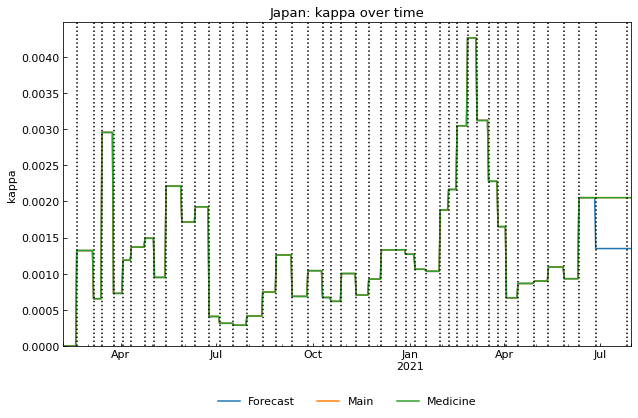 Japan: kappa over time
kappa
0.0040
0.0035
0.0030
0.0025
0.0020
0.0015
0.0010
0.0005
0.0000
Apr Jul Oct Jan Apr Jul
2021
Forecast Main Medicine